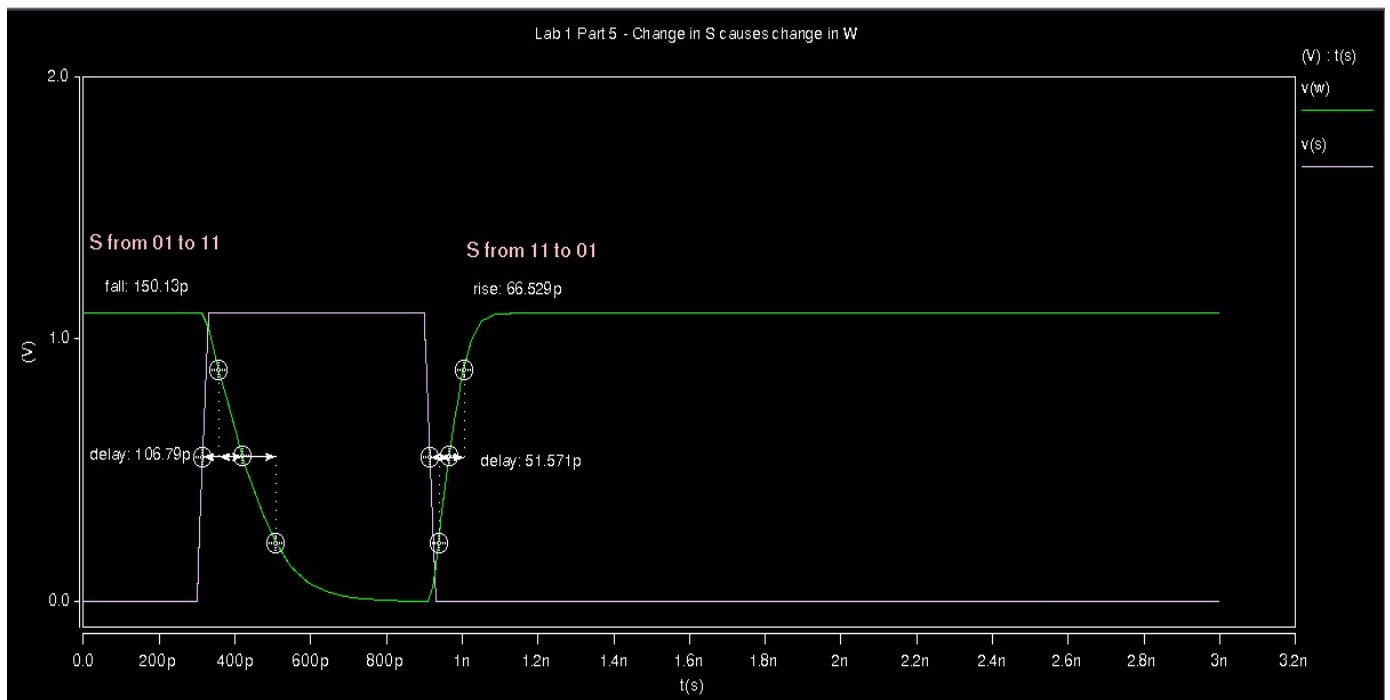 Lab 1 Part 5 - Change in S causes change in W
(V) : t(s)
v(w)
v(s)
2.0
1.0
0.0
(V)
S from 01 to 11
fall: 150.13p
S from 11 to 01
rise: 66.529p
delay: 106.79p
delay: 51.571p
0.0 200p 400p 600p 800p 1n 1.2n 1.4n 1.6n 1.8n 2n 2.2n 2.4n 2.6n 2.8n 3n 3.2n
t(s)